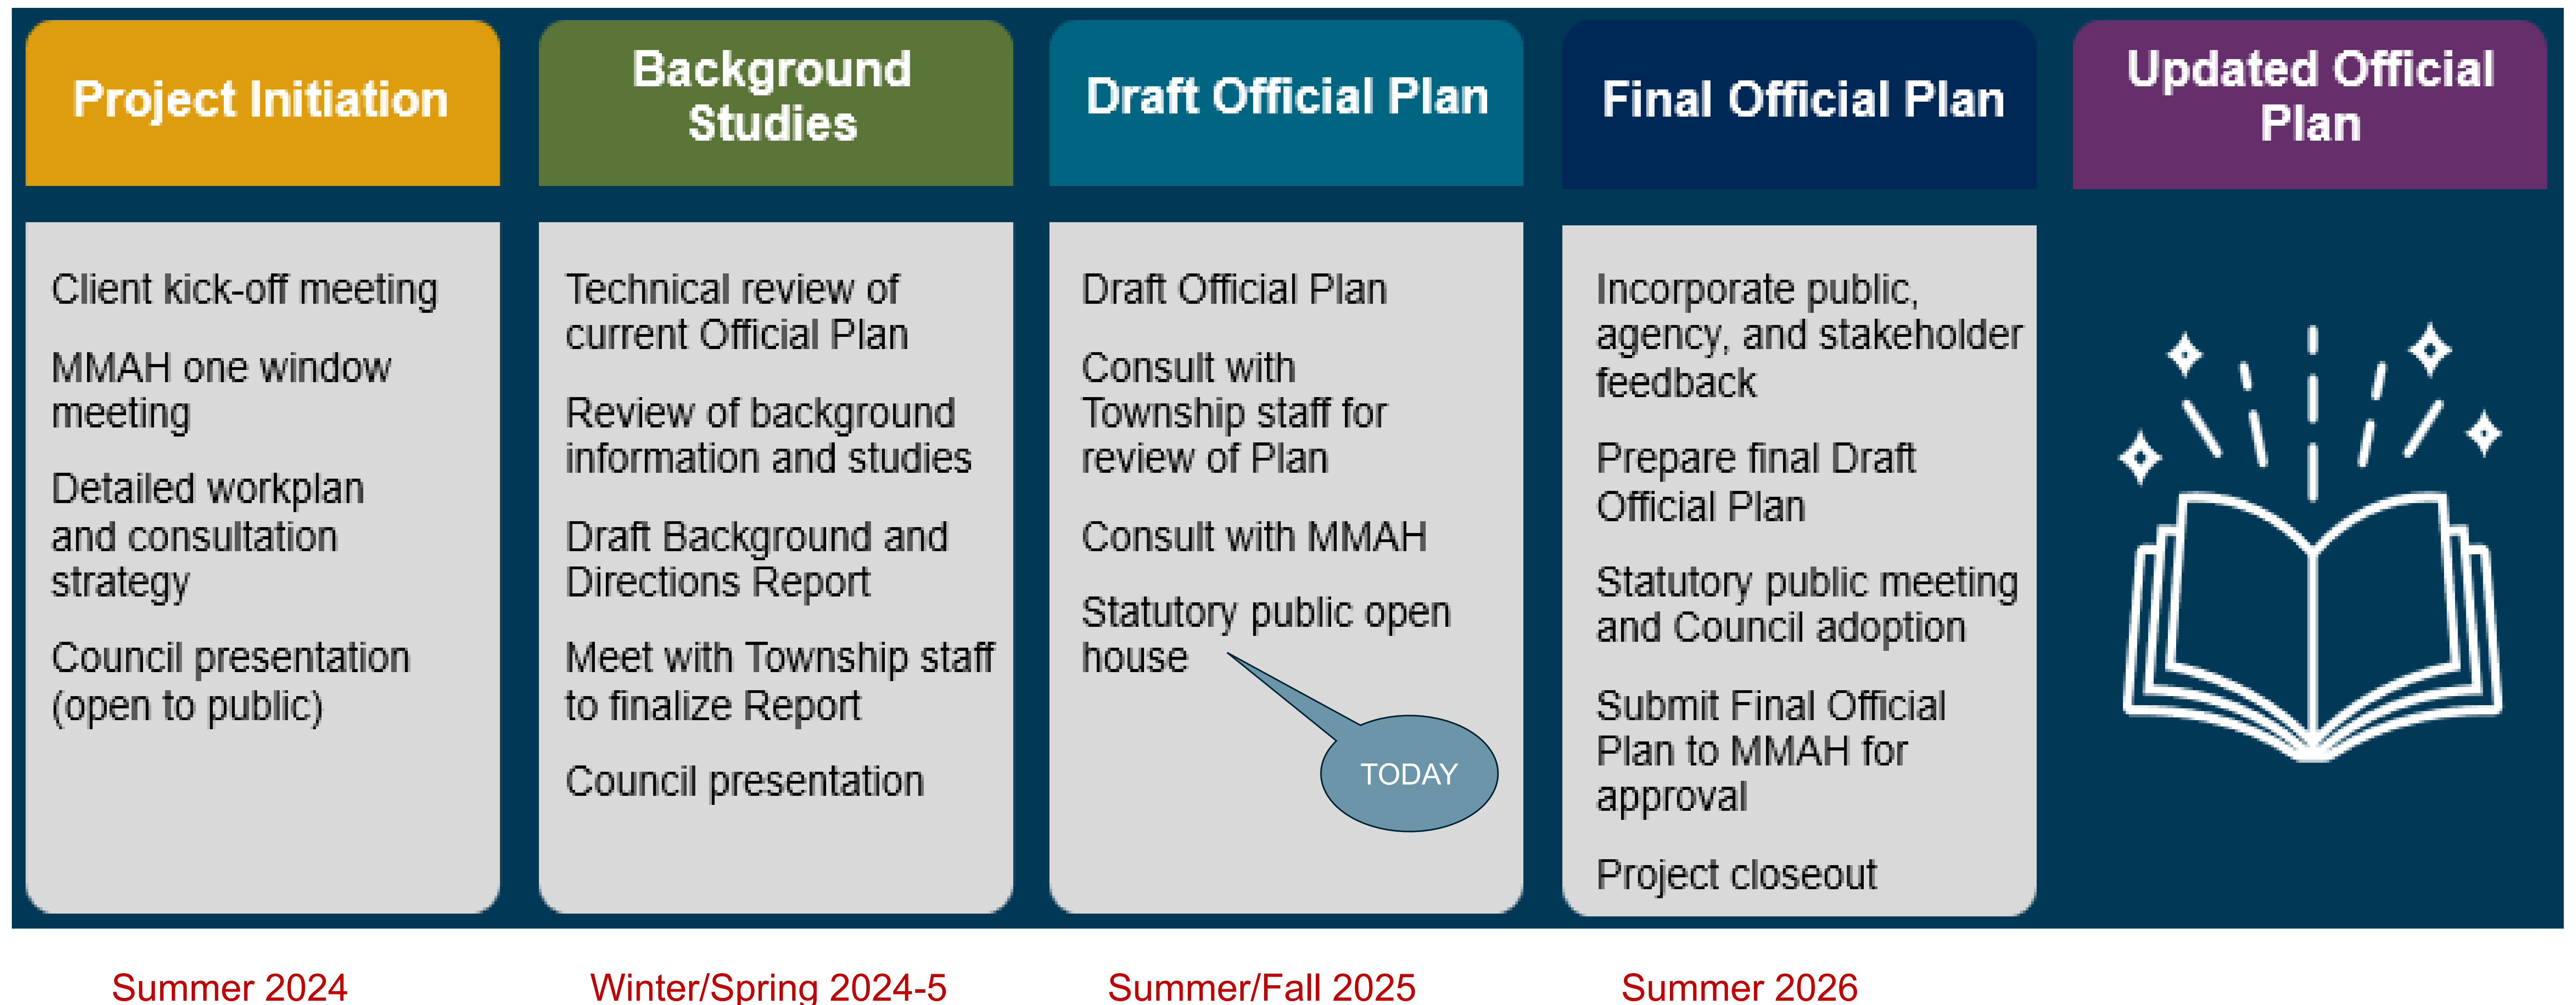 Project Initiation
Client kick-off meeting
MMAH one window
meeting
Detailed workplan
and consultation
strategy
Council presentation
(open to public)
Summer 2024
Background
Studies
Technical review of
current Official Plan
Review of background
information and studies
Draft Background and
Directions Report
Meet with Township staff
to finalize Report
Council presentation
Winter/Spring 2024-5
Draft Official Plan
Draft Official Plan
Consult with
Township staff for
review of Plan
Consult with MMAH
Statutory public open
house
TODAY
Summer/Fall 2025
Final Official Plan
Incorporate public,
agency, and stakeholder
feedback
Prepare final Draft
Official Plan
Statutory public meeting
and Council adoption
Submit Final Official
Plan to MMAH for
approval
Project closeout
Summer 2026
Updated Official
Plan